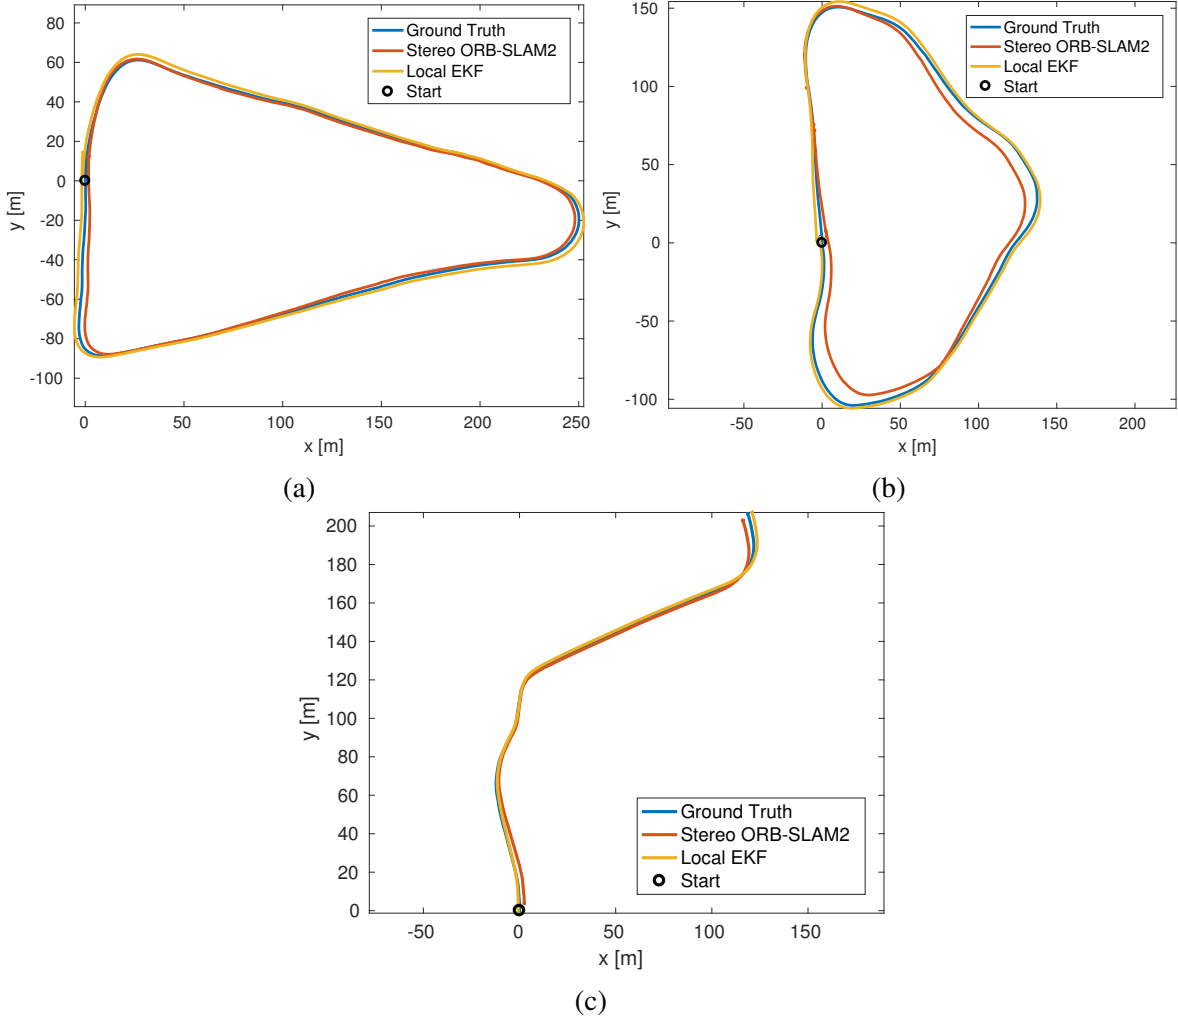 80
60
40
20
0
-20
-40
-60
-80
-100
y [m]
0
50
100
150
200
250
x [m]
Ground Truth
Stereo ORB-SLAM2
Local EKF
Start
(a)
150
100
50
0
-50
-100
y [m]
-50
0
50
100
150
200
x [m]
Ground Truth
Stereo ORB-SLAM2
Local EKF
Start
(b)
200
180
160
140
120
100
80
60
40
20
0
y [m]
-50
0
50
100
150
x [m]
Ground Truth
Stereo ORB-SLAM2
Local EKF
Start
(c)